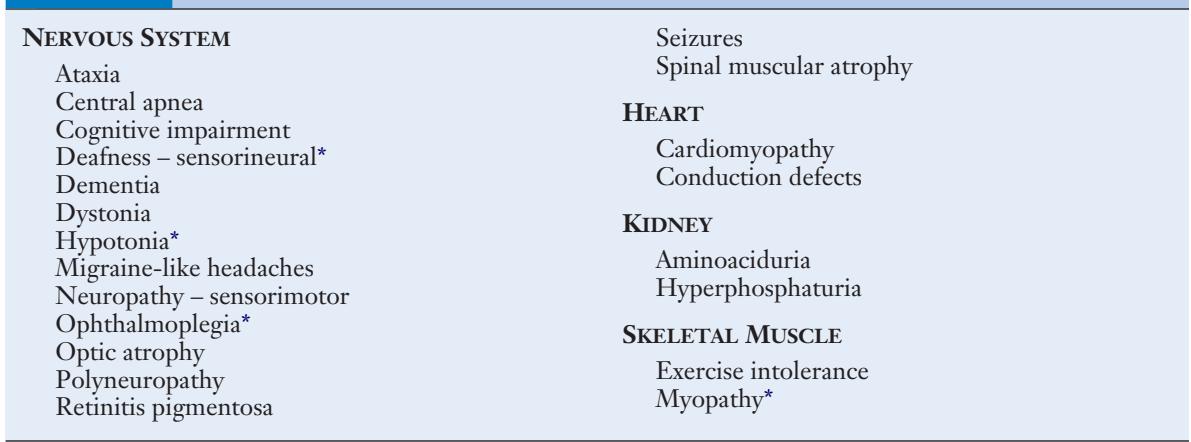 NERVOUS SYSTEM
Ataxia
Central apnea
Cognitive impairment
Deafness – sensorineural*
Dementia
Dystonia
Hypotonia*
Migraine-like headaches
Neuropathy – sensorimotor
Ophthalmoplegia*
Optic atrophy
Polyneuropathy
Retinitis pigmentosa
Seizures
Spinal muscular atrophy
HEART
Cardiomyopathy
Conduction defects
KIDNEY
Aminoaciduria
Hyperphosphaturia
SKELETAL MUSCLE
Exercise intolerance
Myopathy*